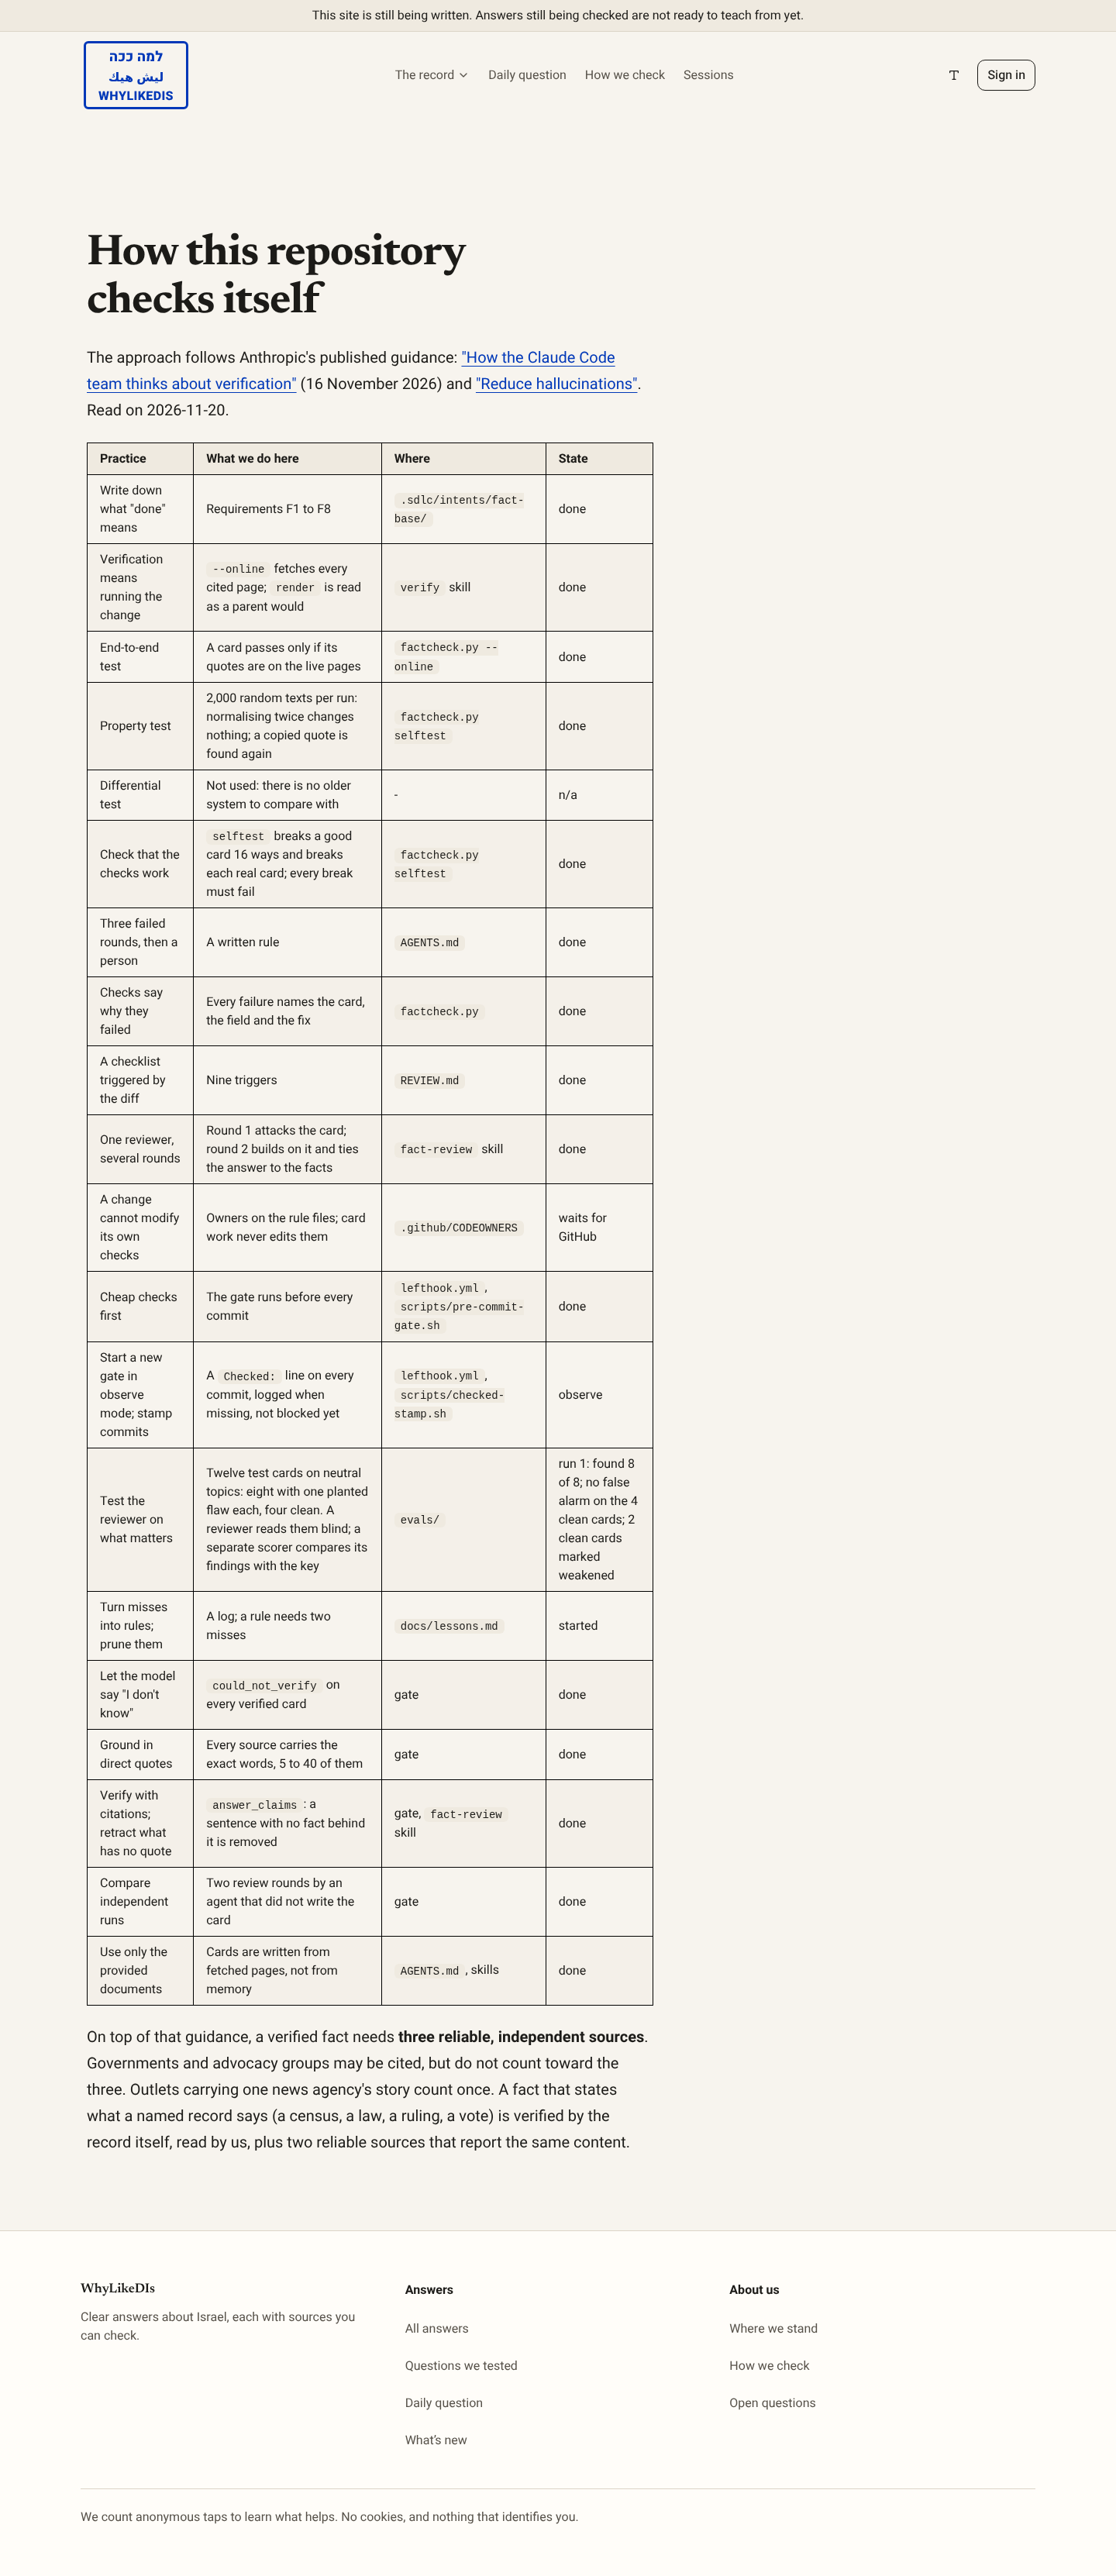 This site is still being written. Answers still being checked are not ready to teach from yet.
למה ככה
ليش هيك
WHYLIKEDIS
The record
Daily question
How we check
Sessions
T
Sign in
How this repository
checks itself
The approach follows Anthropic's published guidance: "How the Claude Code
team thinks about verification" (16 November 2026) and "Reduce hallucinations".
Read on 2026-11-20.
Practice
What we do here
Where
State
Write down
what "done"
means
Requirements F1 to F8
.sdlc/intents/fact-
base/
done
Verification
means
running the
change
--online fetches every
cited page; render is read
as a parent would
verify skill
done
End-to-end
test
A card passes only if its
quotes are on the live pages
factcheck.py --
online
done
Property test
2,000 random texts per run:
normalising twice changes
nothing; a copied quote is
found again
factcheck.py
selftest
done
Differential
test
Not used: there is no older
system to compare with
-
n/a
Check that the
checks work
selftest breaks a good
card 16 ways and breaks
each real card; every break
must fail
factcheck.py
selftest
done
Three failed
rounds, then a
person
A written rule
AGENTS.md
done
Checks say
why they
failed
Every failure names the card,
the field and the fix
factcheck.py
done
A checklist
triggered by
the diff
Nine triggers
REVIEW.md
done
One reviewer,
several rounds
Round 1 attacks the card;
round 2 builds on it and ties
the answer to the facts
fact-review skill
done
A change
cannot modify
its own
checks
Owners on the rule files; card
work never edits them
.github/CODEOWNERS
waits for
GitHub
Cheap checks
first
The gate runs before every
commit
lefthook.yml,
scripts/pre-commit-
gate.sh
done
Start a new
gate in
observe
mode; stamp
commits
A Checked: line on every
commit, logged when
missing, not blocked yet
lefthook.yml,
scripts/checked-
stamp.sh
observe
Test the
reviewer on
what matters
Twelve test cards on neutral
topics: eight with one planted
flaw each, four clean. A
reviewer reads them blind; a
separate scorer compares its
findings with the key
evals/
run 1: found 8
of 8; no false
alarm on the 4
clean cards; 2
clean cards
marked
weakened
Turn misses
into rules;
prune them
A log; a rule needs two
misses
docs/lessons.md
started
Let the model
say "I don't
know"
could_not_verify on
every verified card
gate
done
Ground in
direct quotes
Every source carries the
exact words, 5 to 40 of them
gate
done
Verify with
citations;
retract what
has no quote
answer_claims: a
sentence with no fact behind
it is removed
gate, fact-review
skill
done
Compare
independent
runs
Two review rounds by an
agent that did not write the
card
gate
done
Use only the
provided
documents
Cards are written from
fetched pages, not from
memory
AGENTS.md, skills
done
On top of that guidance, a verified fact needs three reliable, independent sources.
Governments and advocacy groups may be cited, but do not count toward the
three. Outlets carrying one news agency's story count once. A fact that states
what a named record says (a census, a law, a ruling, a vote) is verified by the
record itself, read by us, plus two reliable sources that report the same content.
WhyLikeDIs
Clear answers about Israel, each with sources you
can check.
Answers
All answers
Questions we tested
Daily question
What's new
About us
Where we stand
How we check
Open questions
We count anonymous taps to learn what helps. No cookies, and nothing that identifies you.